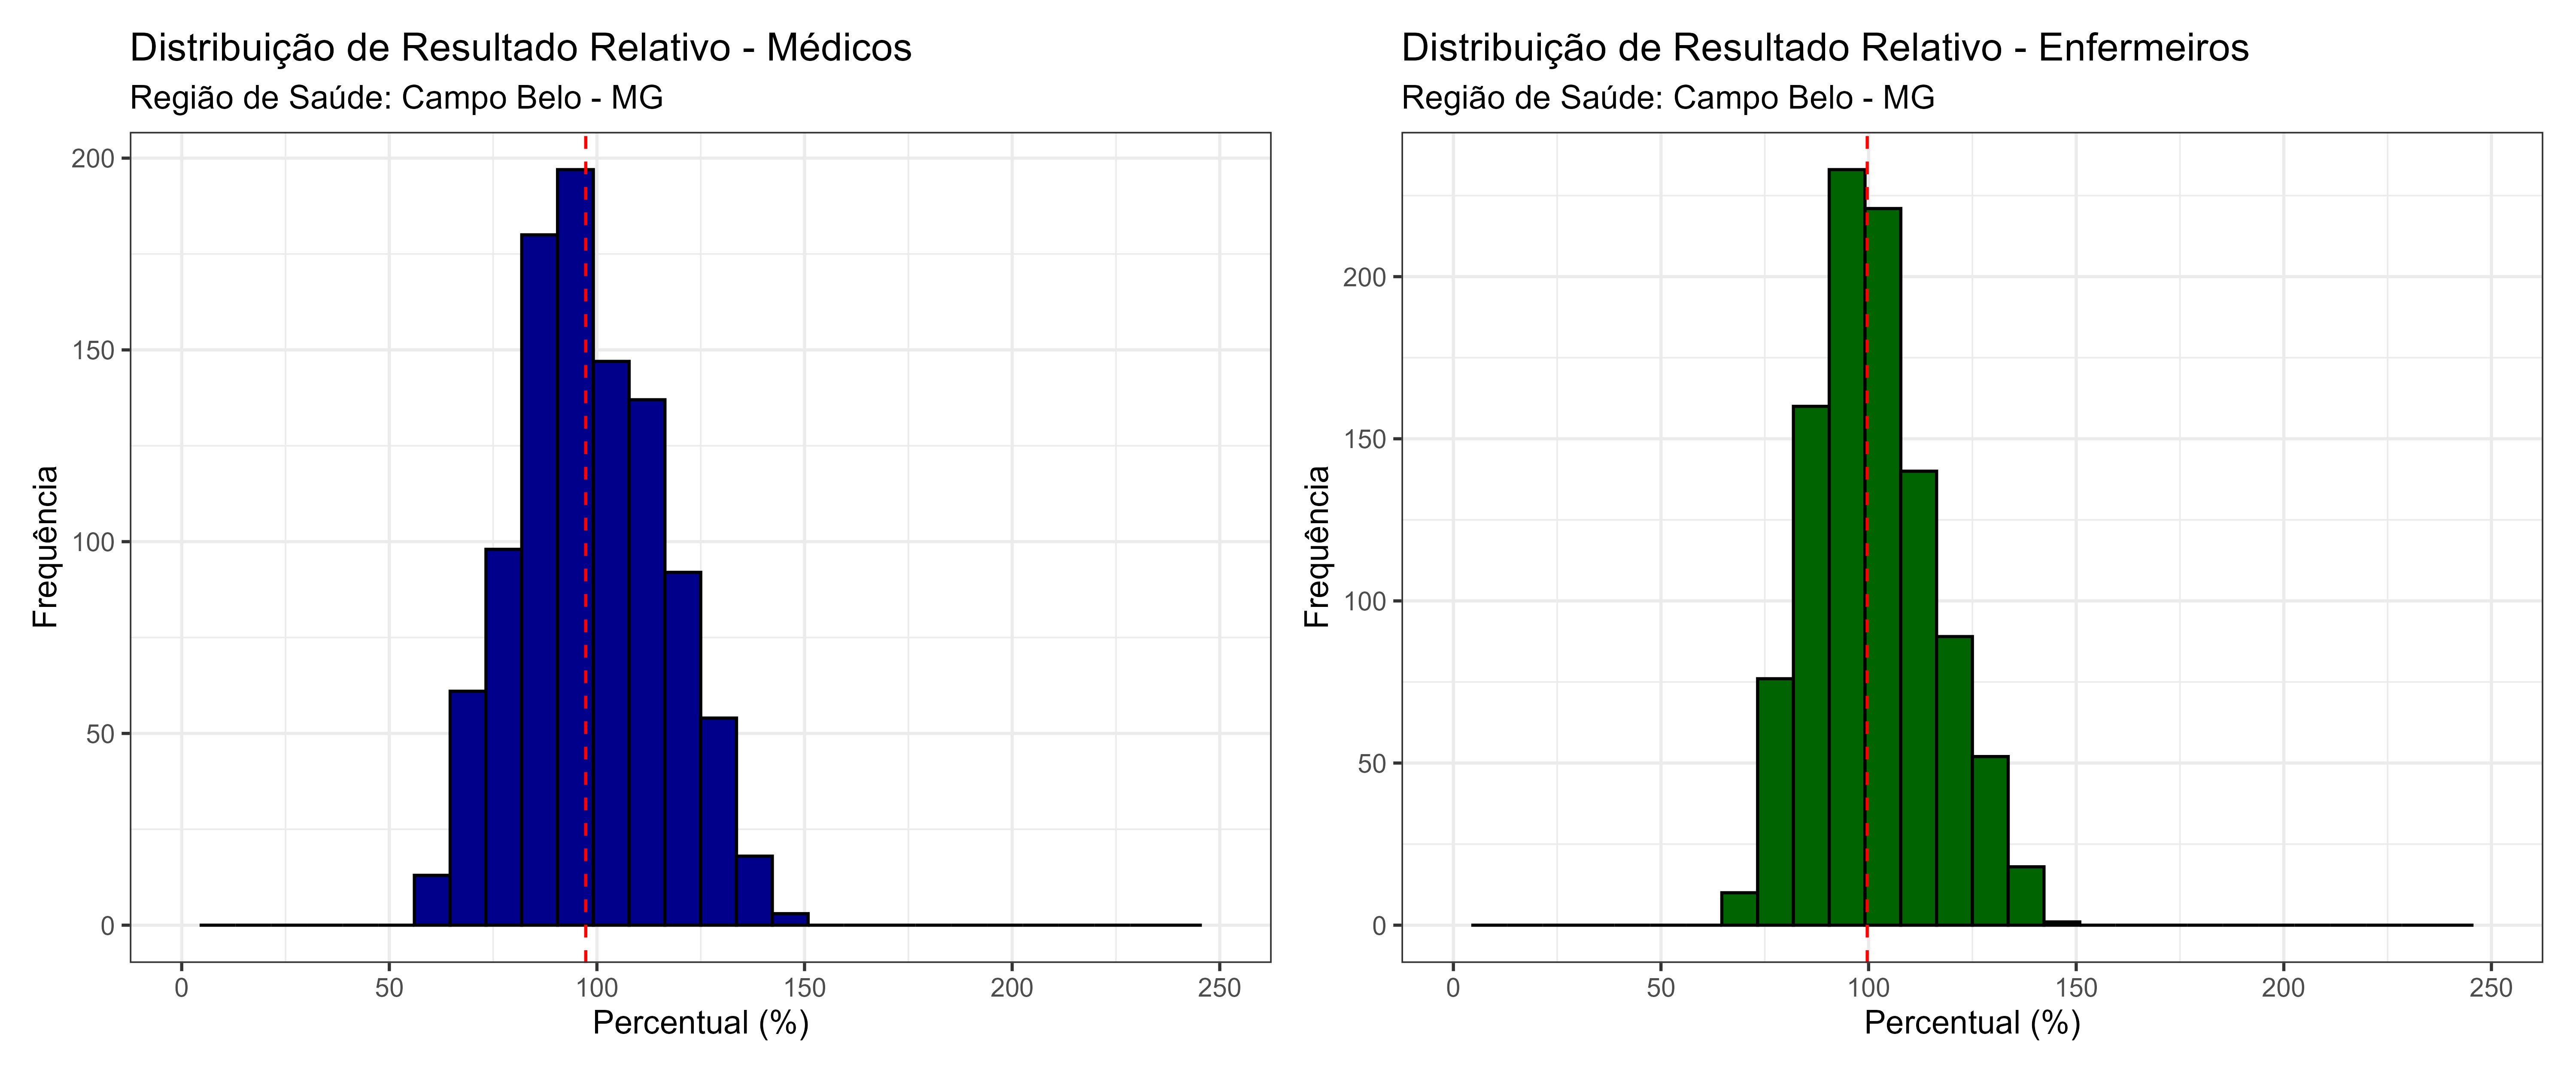 Distribuição de Resultado Relativo - Médicos
Região de Saúde: Campo Belo - MG
200
150
100
50
0
Frequência
0 50 100 150 200 250
Percentual (%)
Distribuição de Resultado Relativo - Enfermeiros
Região de Saúde: Campo Belo - MG
200
150
100
50
0
Frequência
0 50 100 150 200 250
Percentual (%)